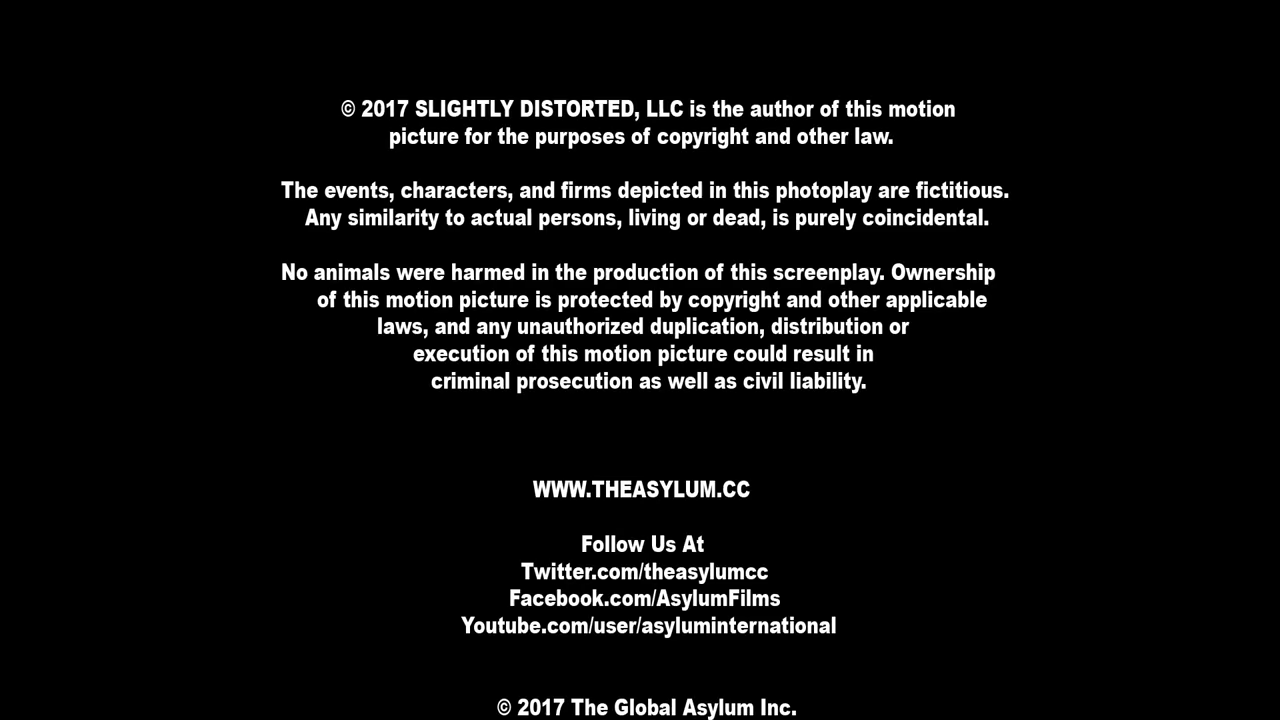 © 2017 SLIGHTLY DISTORTED, LLC is the author of this motion
picture for the purposes of copyright and other law.
The events, characters, and firms depicted in this photoplay are fictitious.
Any similarity to actual persons, living or dead, is purely coincidental.
No animals were harmed in the production of this screenplay. Ownership
of this motion picture is protected by copyright and other applicable
laws, and any unauthorized duplication, distribution or
execution of this motion picture could result in
criminal prosecution as well as civil liability.
WWW.THEASYLUM.CC
Follow Us At
Twitter.com/theasylumcc
Facebook.com/AsylumFilms
Youtube.com/user/asyluminternational
© 2017 The Global Asylum Inc.